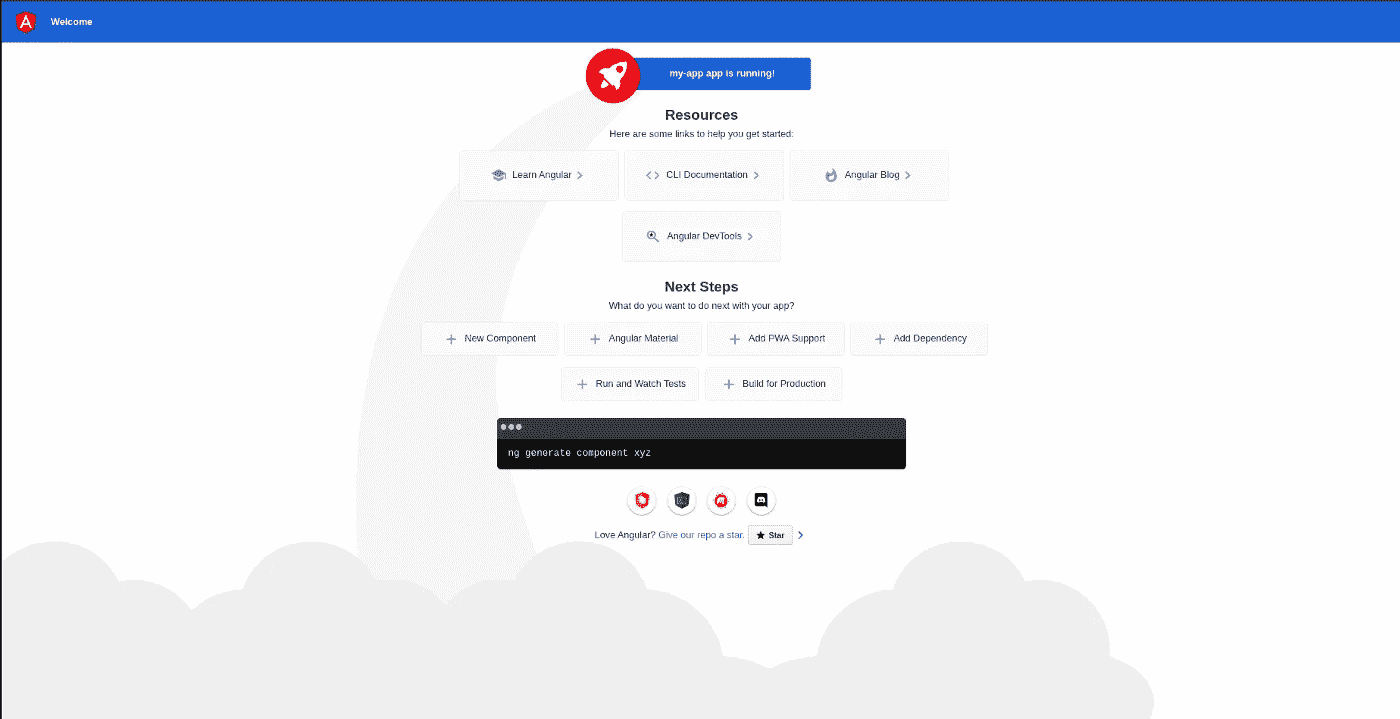 Welcome
my-app app is running!
Resources
Here are some links to help you get started:
Learn Angular
CLI Documentation
Angular Blog
Angular DevTools
Next Steps
What do you want to do next with your app?
New Component
Angular Material
Add PWA Support
Add Dependency
Run and Watch Tests
Build for Production
ng generate component xyz
Love Angular? Give our repo a star. Star